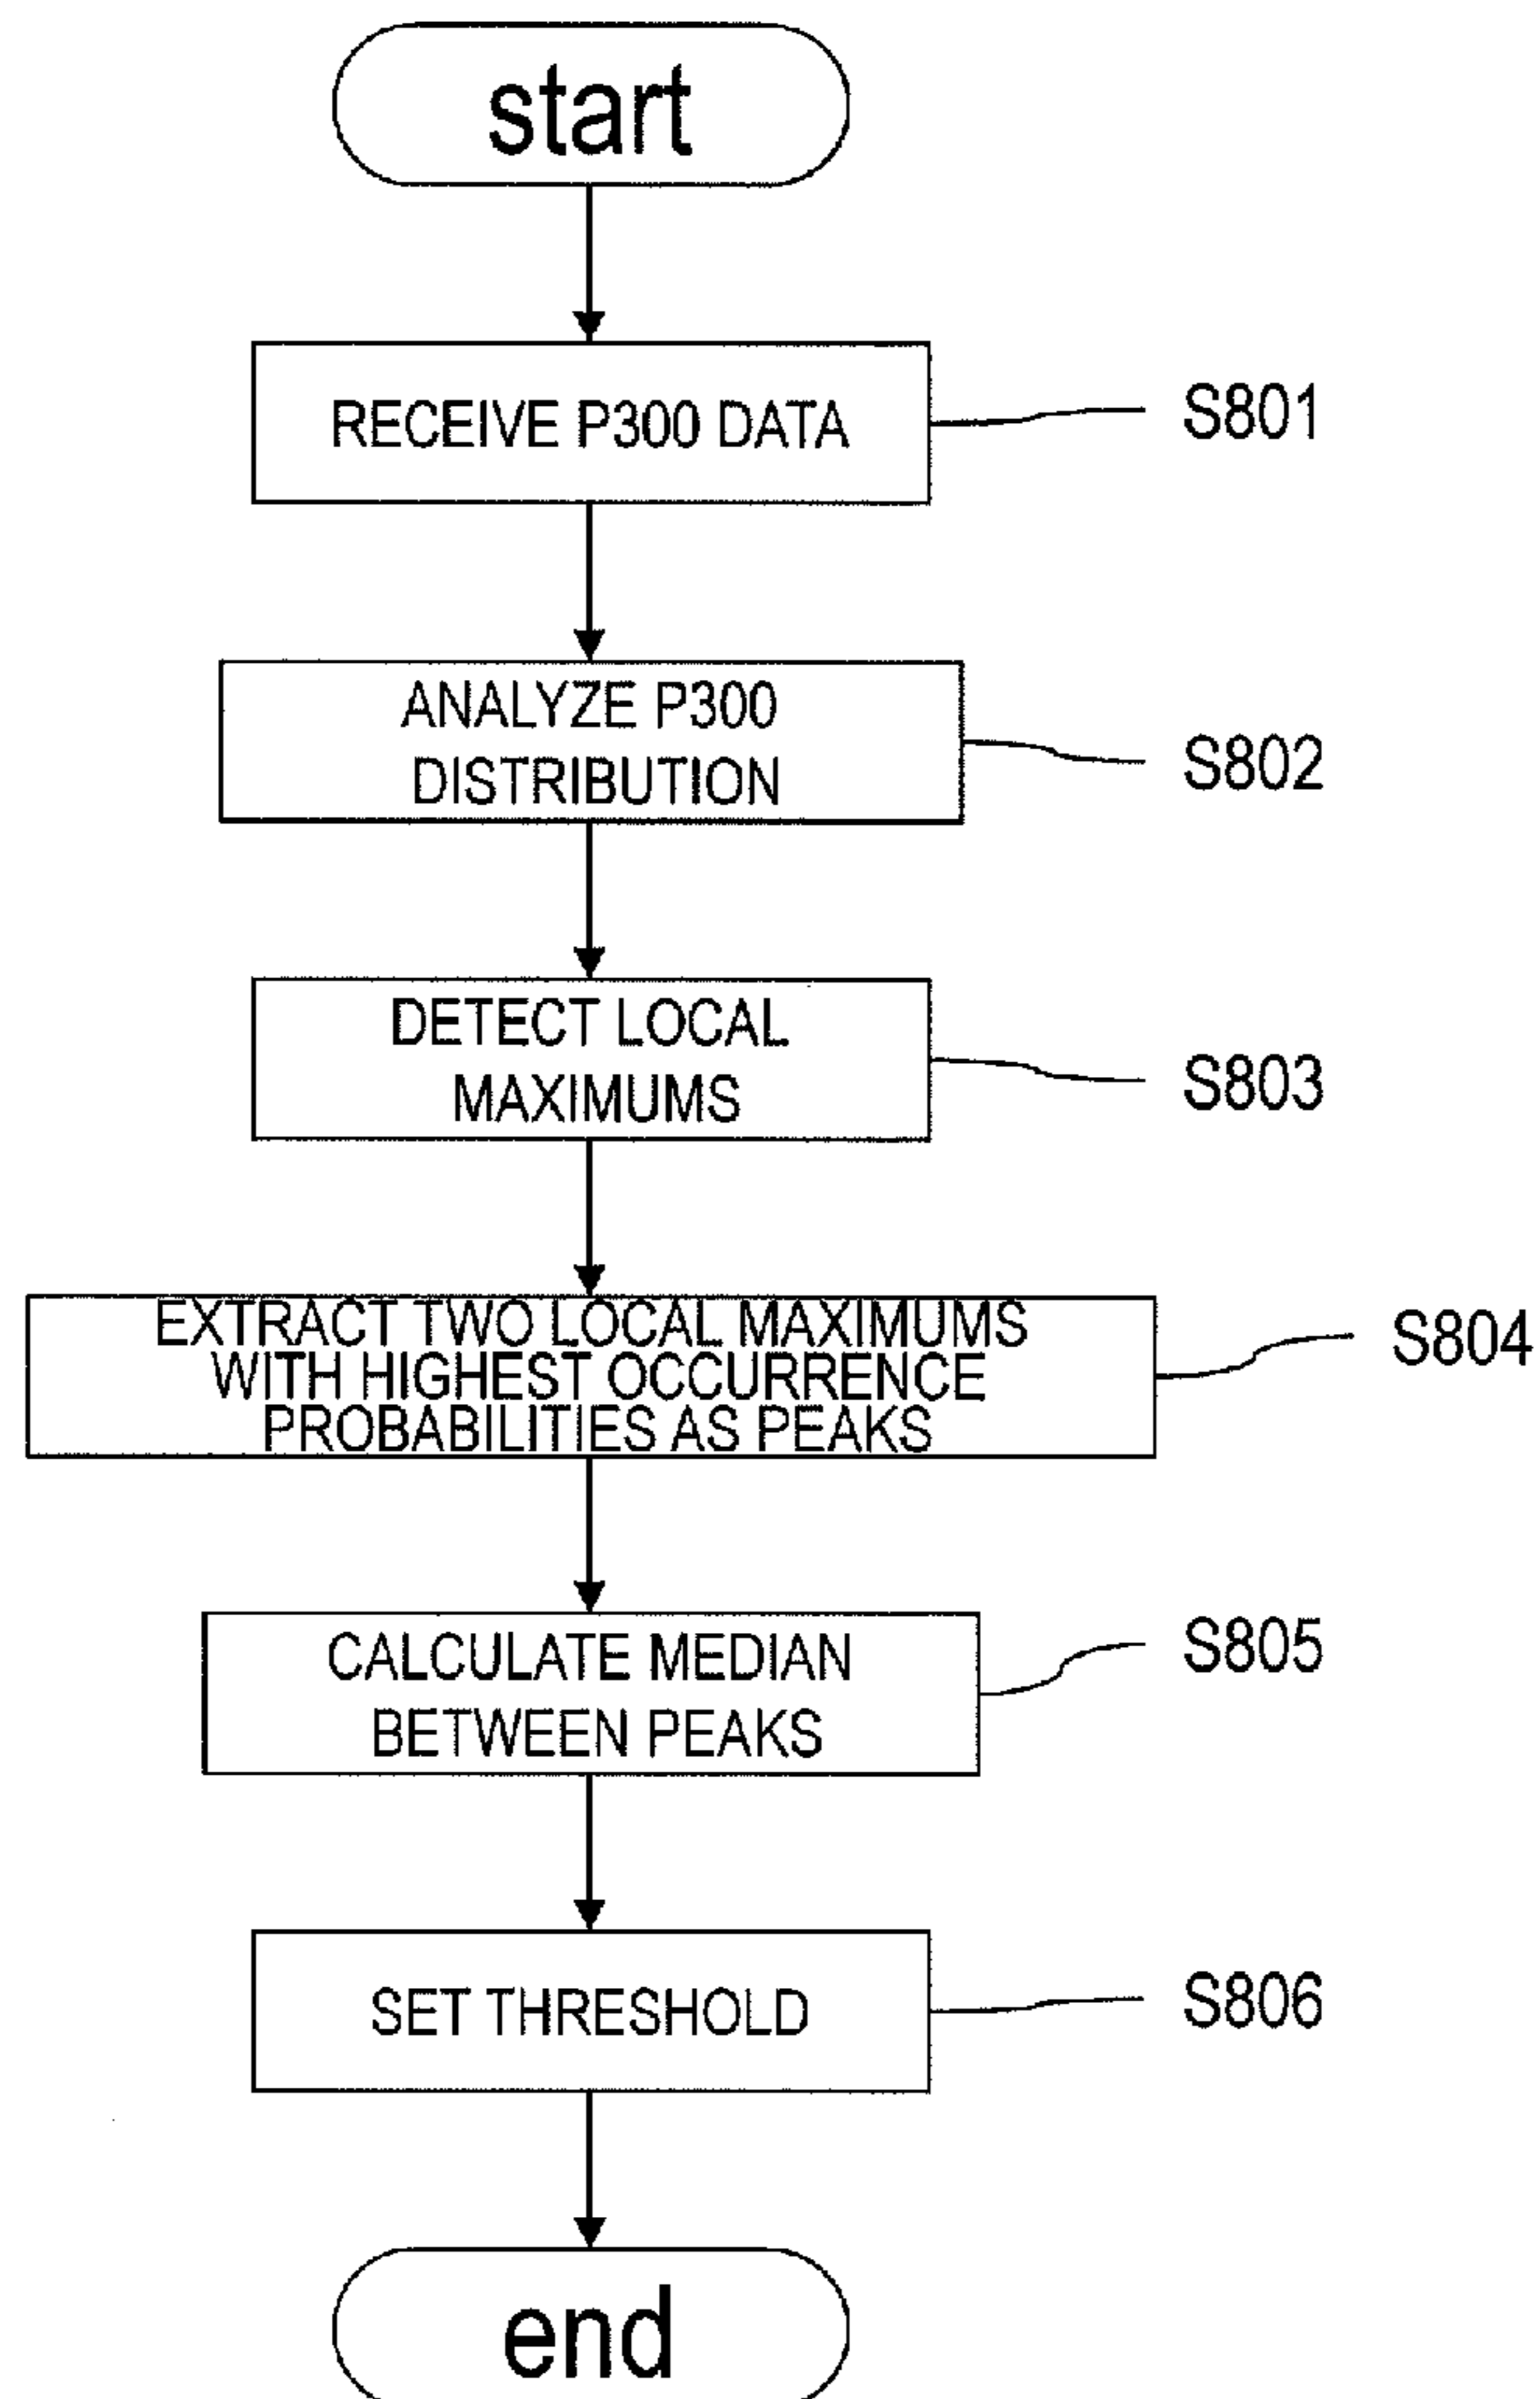 start
RECEIVE P300 DATA
S801
ANALYZE P300
DISTRIBUTION
S802
DETECT LOCAL
MAXIMUMS
S803
EXTRACT TWO LOCAL MAXIMUMS
WITH HIGHEST OCCURRENCE
PROBABILITIES AS PEAKS
S804
CALCULATE MEDIAN
BETWEEN PEAKS
S805
SET THRESHOLD
S806
end